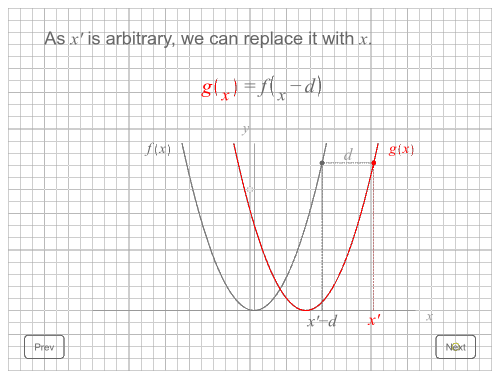 As x' is arbitrary, we can replace it with x.
g(x) = f(x − d)
y
f(x)
d
g(x)
x'−d
x'
x
Prev
Next